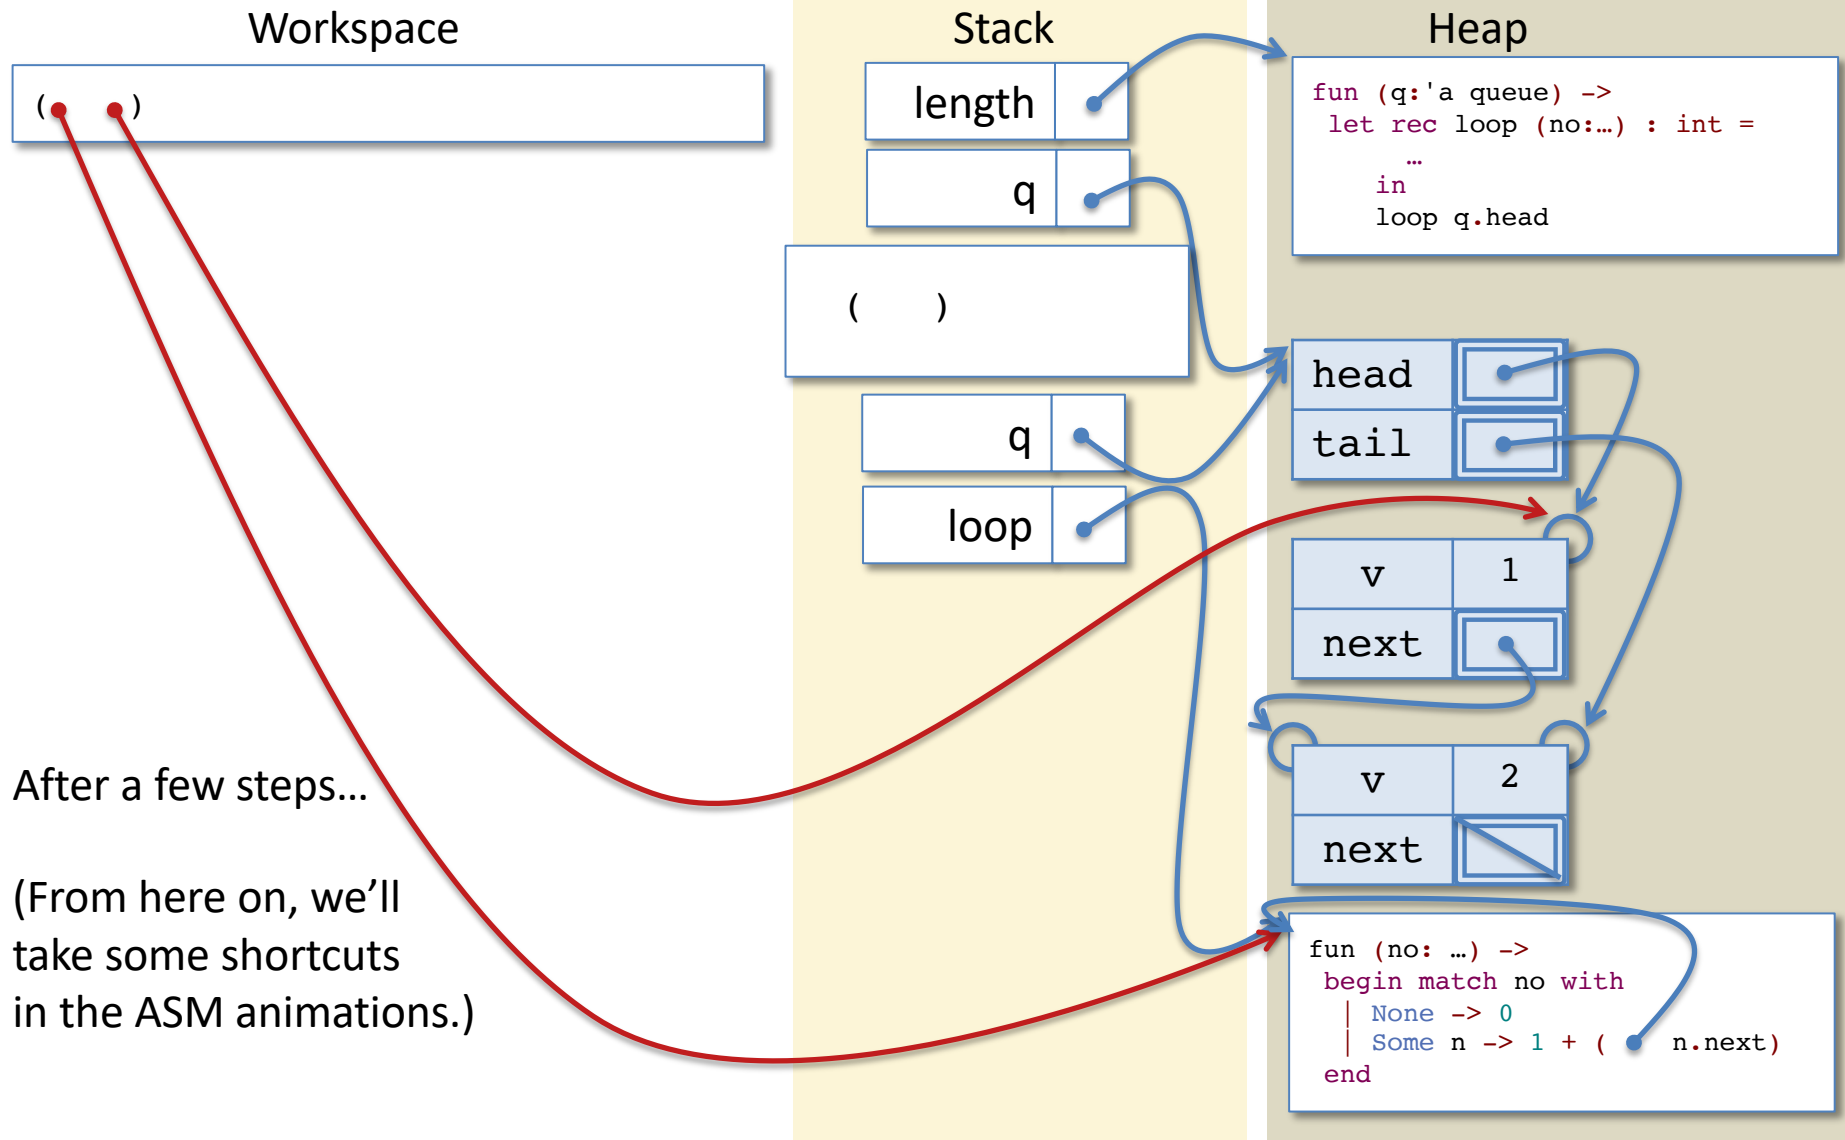 Workspace
Stack
Heap
( )
length
q
( )
q
loop
fun (q:'a queue) ->
let rec loop (no:…) : int =
…
in
loop q.head
head
tail
v 1
next
v 2
next
fun (no: …) ->
begin match no with
| None -> 0
| Some n -> 1 + ( n.next)
end
After a few steps…
(From here on, we’ll
take some shortcuts
in the ASM animations.)